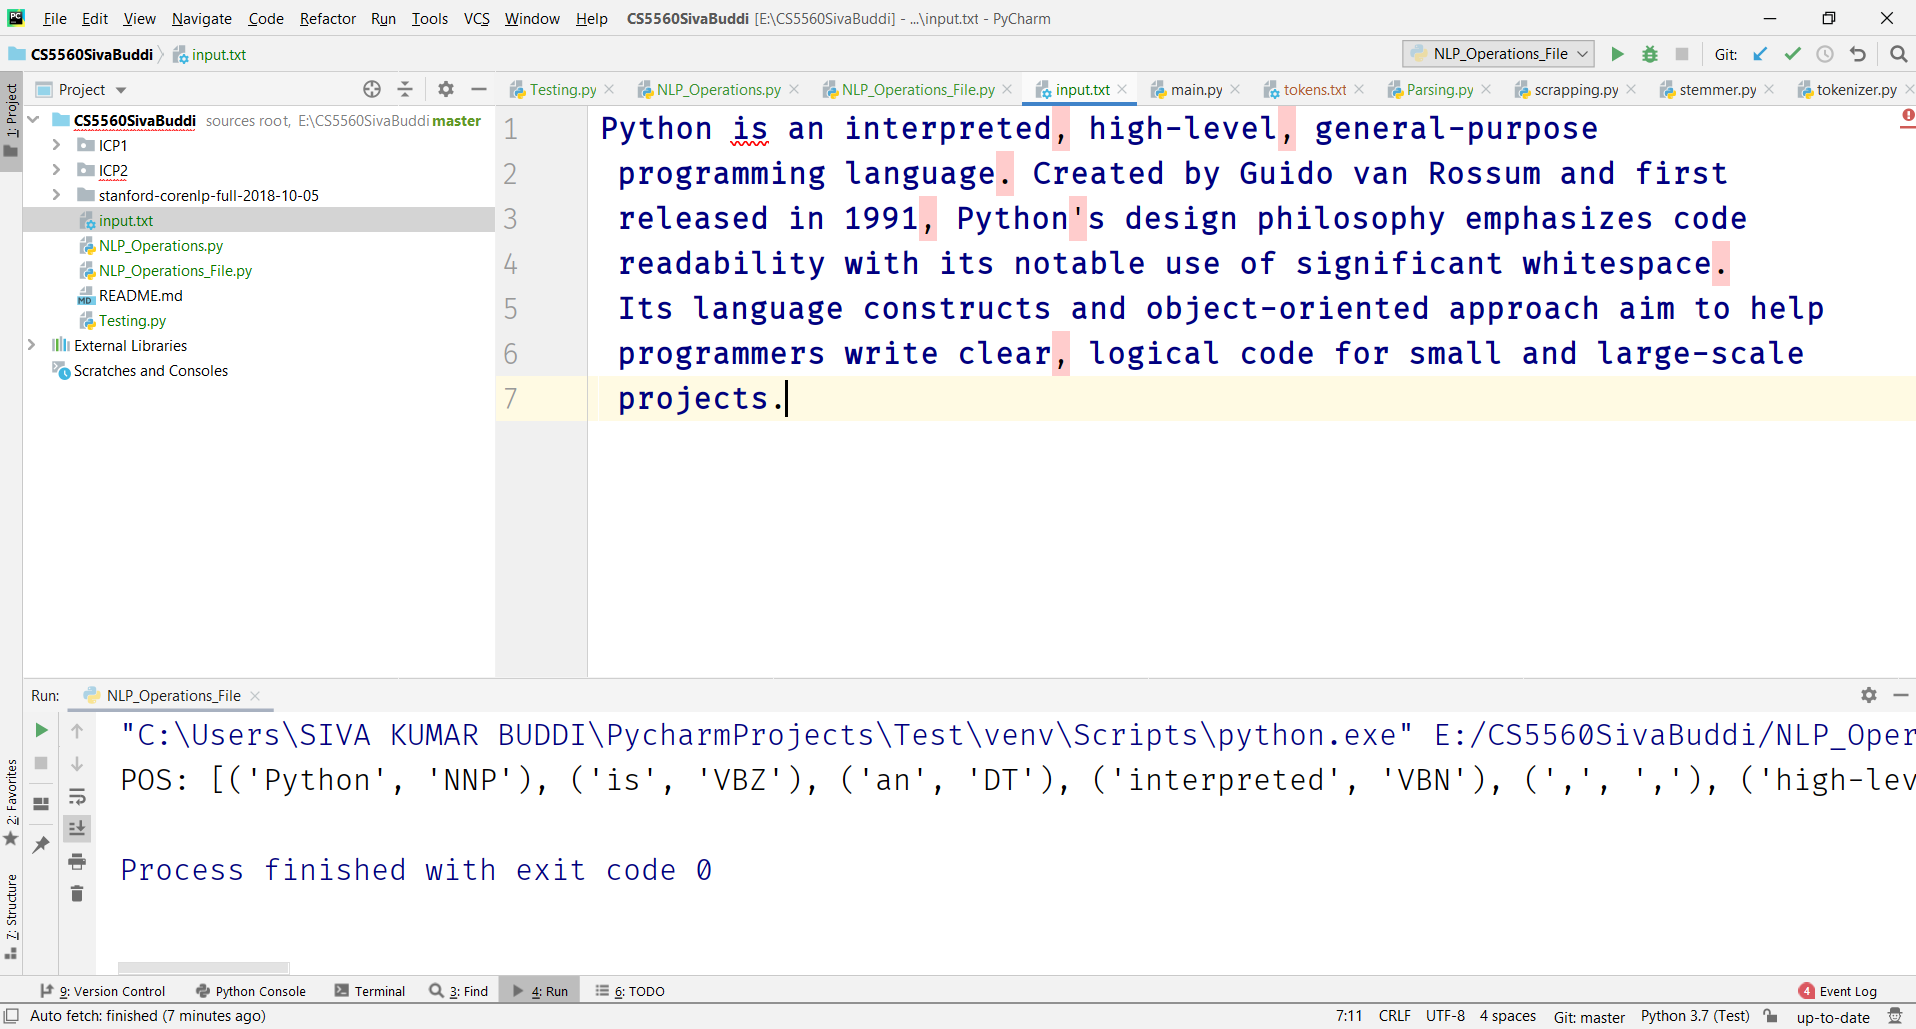 PC File Edit View Navigate Code Refactor Run Tools VCS Window Help CS5560SivaBuddi [E:\CS5560SivaBuddi] - ...\input.txt - PyCharm
CS5560SivaBuddi input.txt NLP_Operations_File Git:
1: Project
Project
Testing.py NLP_Operations.py NLP_Operations_File.py input.txt main.py tokens.txt Parsing.py scrapping.py stemmer.py tokenizer.py
CS5560SivaBuddi sources root, E:\CS5560SivaBuddi master
ICP1
ICP2
stanford-corenlp-full-2018-10-05
input.txt
NLP_Operations.py
NLP_Operations_File.py
MD README.md
Testing.py
External Libraries
Scratches and Consoles
1 Python is an interpreted, high-level, general-purpose
2 programming language. Created by Guido van Rossum and first
3 released in 1991, Python's design philosophy emphasizes code
4 readability with its notable use of significant whitespace.
5 Its language constructs and object-oriented approach aim to help
6 programmers write clear, logical code for small and large-scale
7 projects.
Run: NLP_Operations_File
"C:\Users\SIVA KUMAR BUDDI\PycharmProjects\Test\venv\Scripts\python.exe" E:/CS5560SivaBuddi/NLP_Oper
POS: [('Python', 'NNP'), ('is', 'VBZ'), ('an', 'DT'), ('interpreted', 'VBN'), (',', ','), ('high-lev
Process finished with exit code 0
2: Favorites
7: Structure
9: Version Control Python Console Terminal 3: Find 4: Run 6: TODO 4 Event Log
Auto fetch: finished (7 minutes ago) 7:11 CRLF UTF-8 4 spaces Git: master Python 3.7 (Test) up-to-date